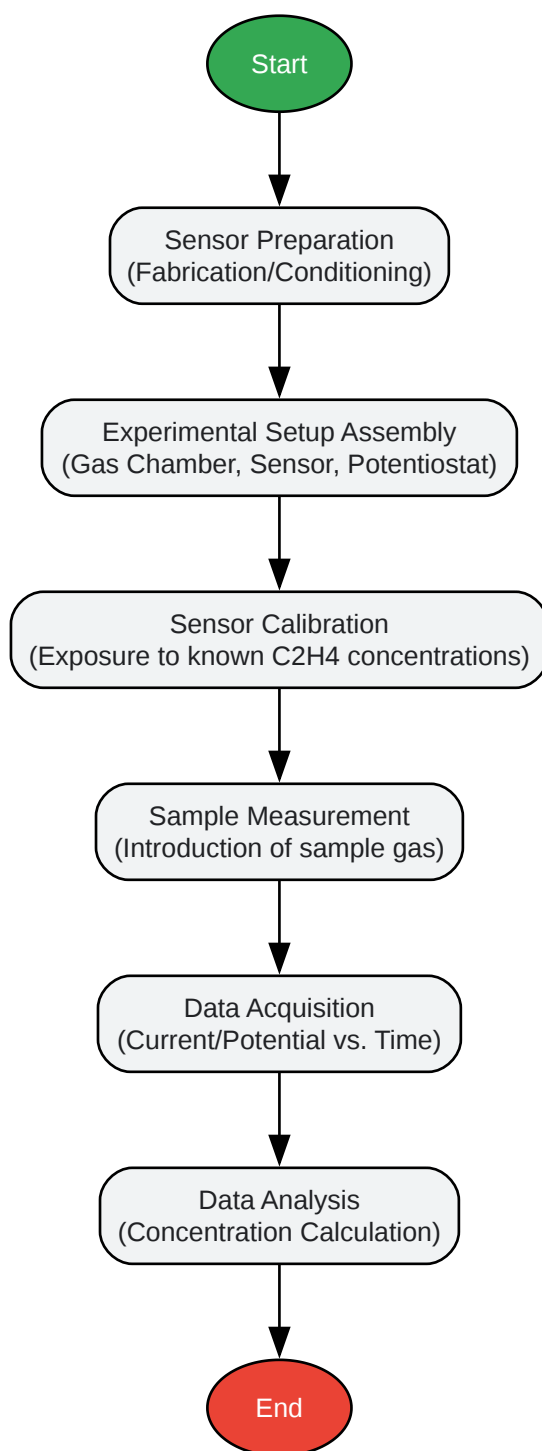 Start
Sensor Preparation
(Fabrication/Conditioning)
Experimental Setup Assembly
(Gas Chamber, Sensor, Potentiostat)
Sensor Calibration
(Exposure to known C2H4 concentrations)
Sample Measurement
(Introduction of sample gas)
Data Acquisition
(Current/Potential vs. Time)
Data Analysis
(Concentration Calculation)
End